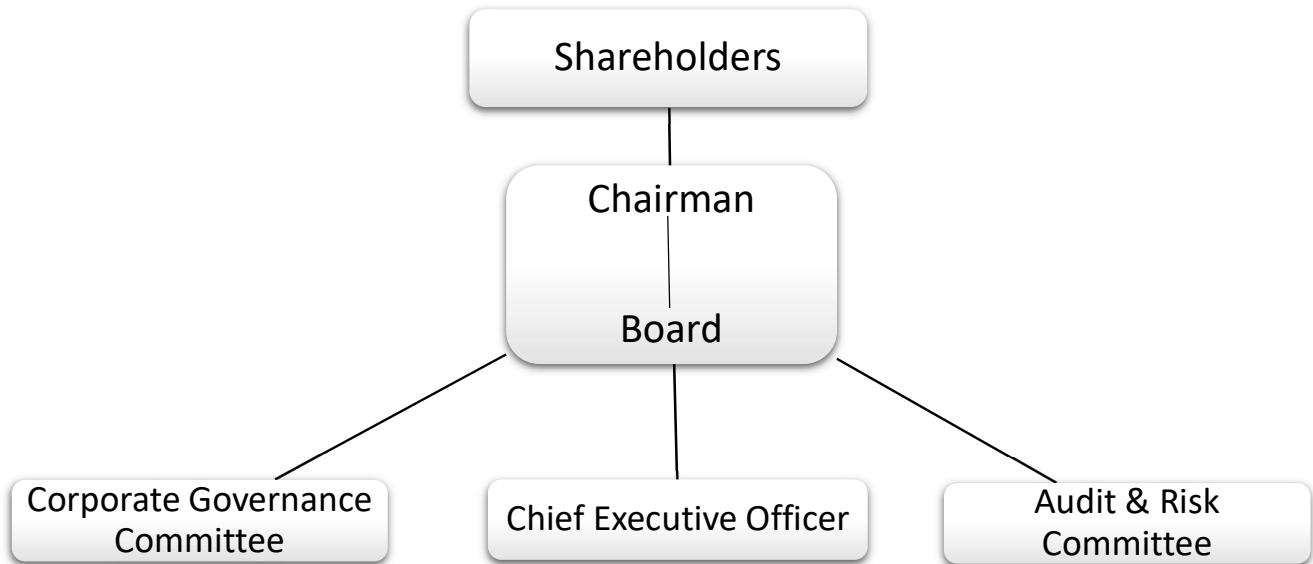 Shareholders
Chairman
Board
Corporate Governance
Committee
Chief Executive Officer
Audit & Risk
Committee